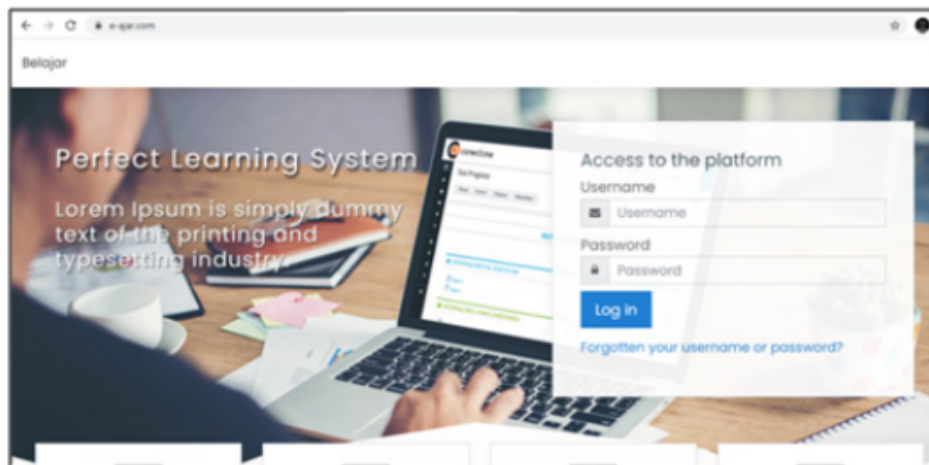 e-ajar.com
Belajar
Perfect Learning System
Lorem Ipsum is simply dummy
text of the printing and
typesetting industry.
Access to the platform
Username
Username
Password
Password
Log in
Forgotten your username or password?